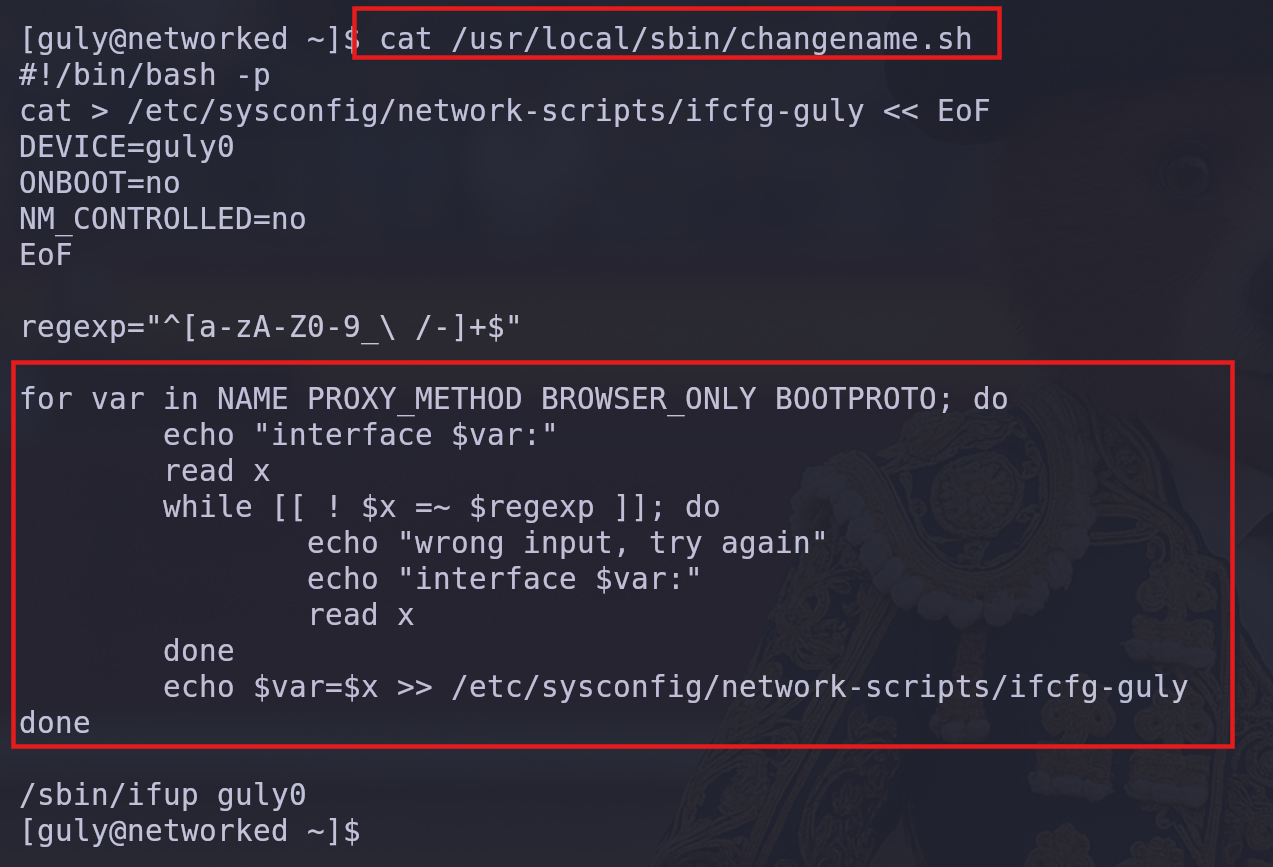 [guly@networked ~]$ cat /usr/local/sbin/changename.sh
#!/bin/bash -p
cat > /etc/sysconfig/network-scripts/ifcfg-guly << EoF
DEVICE=guly0
ONBOOT=no
NM_CONTROLLED=no
EoF

regexp="^[a-zA-Z0-9_\ /-]+$"

for var in NAME PROXY_METHOD BROWSER_ONLY BOOTPROTO; do
        echo "interface $var:"
        read x
        while [[ ! $x =~ $regexp ]]; do
                echo "wrong input, try again"
                echo "interface $var:"
                read x
        done
        echo $var=$x >> /etc/sysconfig/network-scripts/ifcfg-guly
done

/sbin/ifup guly0
[guly@networked ~]$